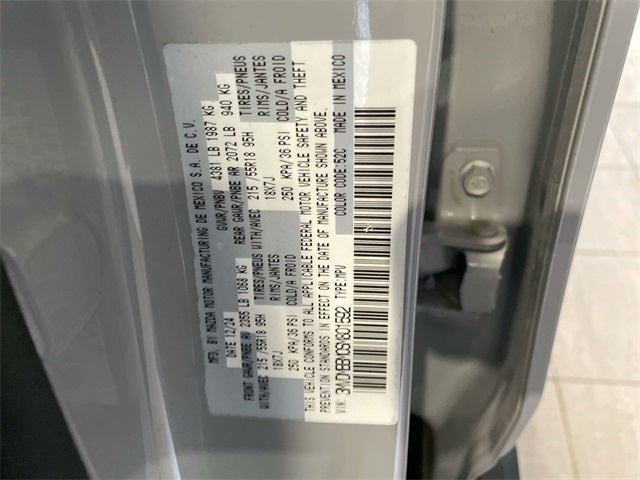 MFD. BY MAZDA MOTOR MANUFACTURING DE MEXICO S.A. DE C.V.
DATE 12/24 GVWR/PNBV 4381 LB 1987 KG
FRONT GAWR/PNBE AV 2355 LB 1068 KG REAR GAWR/PNBE AR 2072 LB 940 KG
WITH/AVEC 215 /55R18 95H TIRES/PNEUS WITH/AVEC 215 /55R18 95H TIRES/PNEUS
18X7J RIMS/JANTES 18X7J RIMS/JANTES
250 KPA/36 PSI COLD/A FROID 250 KPA/36 PSI COLD/A FROID
THIS VEHICLE CONFORMS TO ALL APPLICABLE FEDERAL MOTOR VEHICLE SAFETY AND THEFT
PREVENTION STANDARDS IN EFFECT ON THE DATE OF MANUFACTURE SHOWN ABOVE.
VIN: TYPE:MPV COLOR CODE:52C MADE IN MEXICO